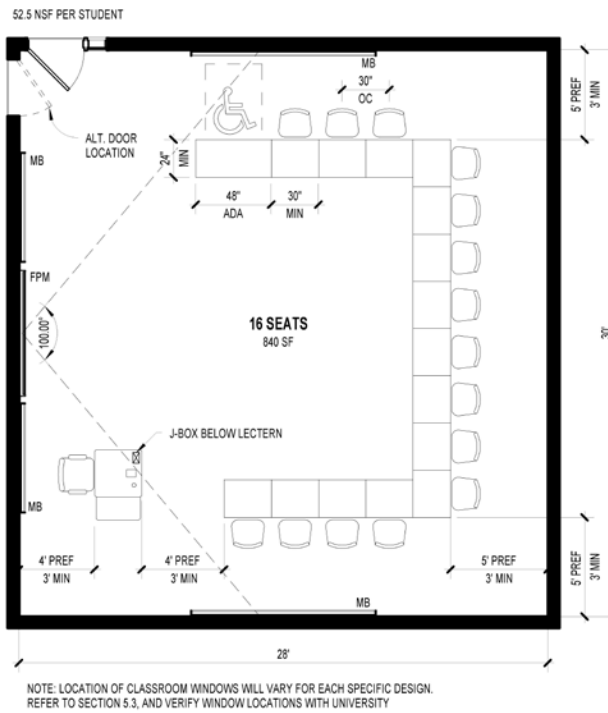 52.5 NSF PER STUDENT
MB
30"
OC
5' PREF
3' MIN
ALT. DOOR
LOCATION
MB
24"
MIN
48"
ADA
30"
MIN
FPM
100.00°
16 SEATS
840 SF
30'
J-BOX BELOW LECTERN
MB
4' PREF
3' MIN
4' PREF
3' MIN
5' PREF
3' MIN
5' PREF
3' MIN
MB
28'
NOTE: LOCATION OF CLASSROOM WINDOWS WILL VARY FOR EACH SPECIFIC DESIGN.
REFER TO SECTION 5.3, AND VERIFY WINDOW LOCATIONS WITH UNIVERSITY